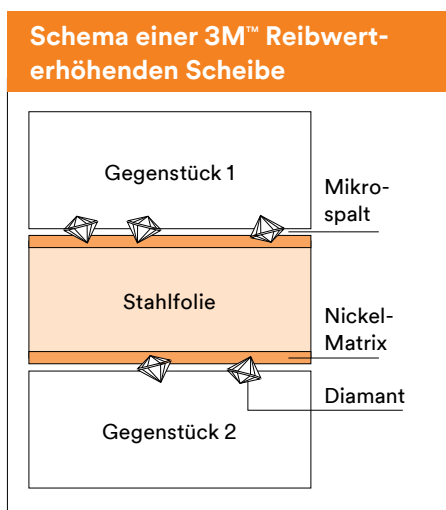 Schema einer 3M™ Reibwert-
erhöhenden Scheibe
Gegenstück 1
Mikro-
spalt
Stahlfolie
Nickel-
Matrix
Diamant
Gegenstück 2